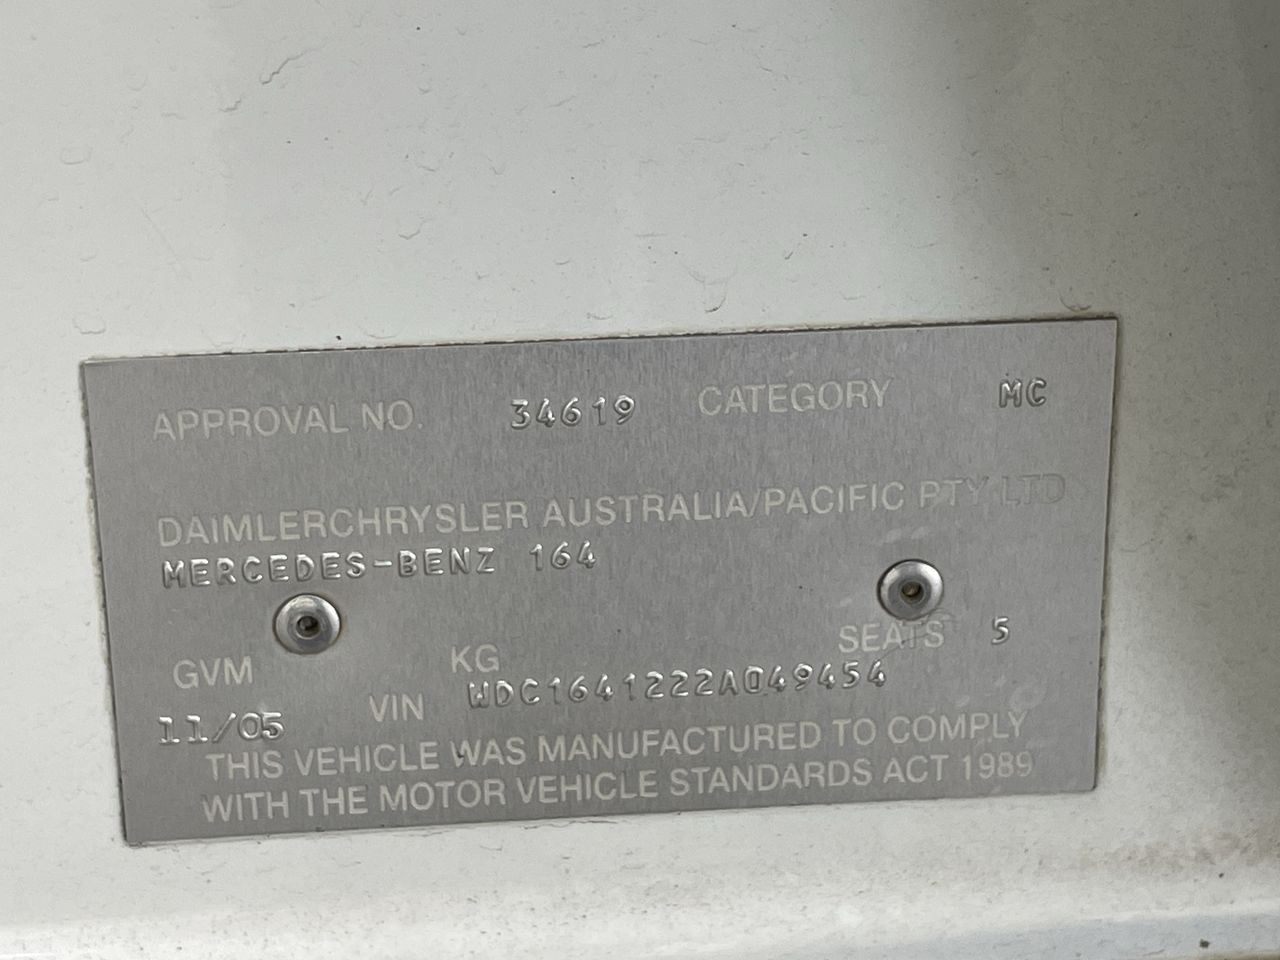 APPROVAL NO. 34619 CATEGORY MC
DAIMLERCHRYSLER AUSTRALIA/PACIFIC PTY LTD
MERCEDES-BENZ 164
GVM KG SEATS 5
11/05 VIN WDC1641222A049454
THIS VEHICLE WAS MANUFACTURED TO COMPLY
WITH THE MOTOR VEHICLE STANDARDS ACT 1989